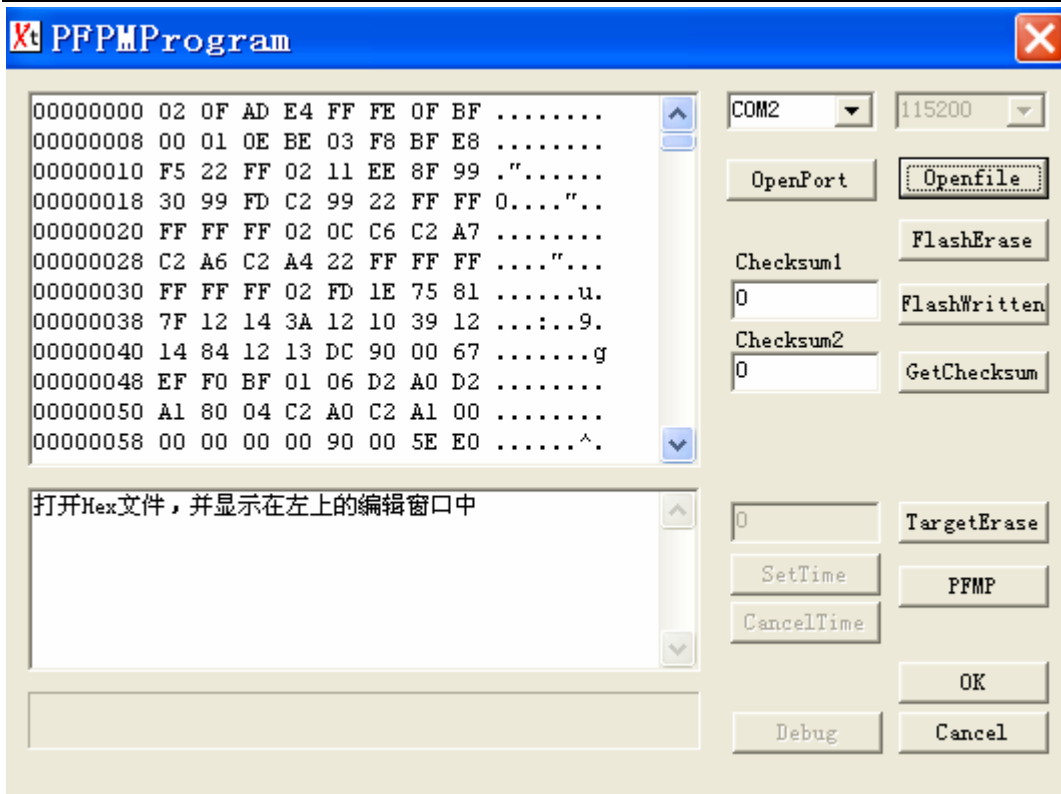 Xt PFPMProgram
00000000 02 0F AD E4 FF FE 0F BF ........
00000008 00 01 0E BE 03 F8 BF E8 ........
00000010 F5 22 FF 02 11 EE 8F 99 ."......
00000018 30 99 FD C2 99 22 FF FF 0...."..
00000020 FF FF FF 02 0C C6 C2 A7 ........
00000028 C2 A6 C2 A4 22 FF FF FF ...."...
00000030 FF FF FF 02 FD 1E 75 81 ......u.
00000038 7F 12 14 3A 12 10 39 12 ...:..9.
00000040 14 84 12 13 DC 90 00 67 .......g
00000048 EF F0 BF 01 06 D2 A0 D2 ........
00000050 A1 80 04 C2 A0 C2 A1 00 ........
00000058 00 00 00 00 90 00 5E E0 ......^.
COM2 115200
OpenPort Openfile
FlashErase
Checksum1
0 FlashWritten
Checksum2
0 GetChecksum
打开Hex文件，并显示在左上的编辑窗口中
0 TargetErase
SetTime PFMP
CancelTime
OK
Debug Cancel